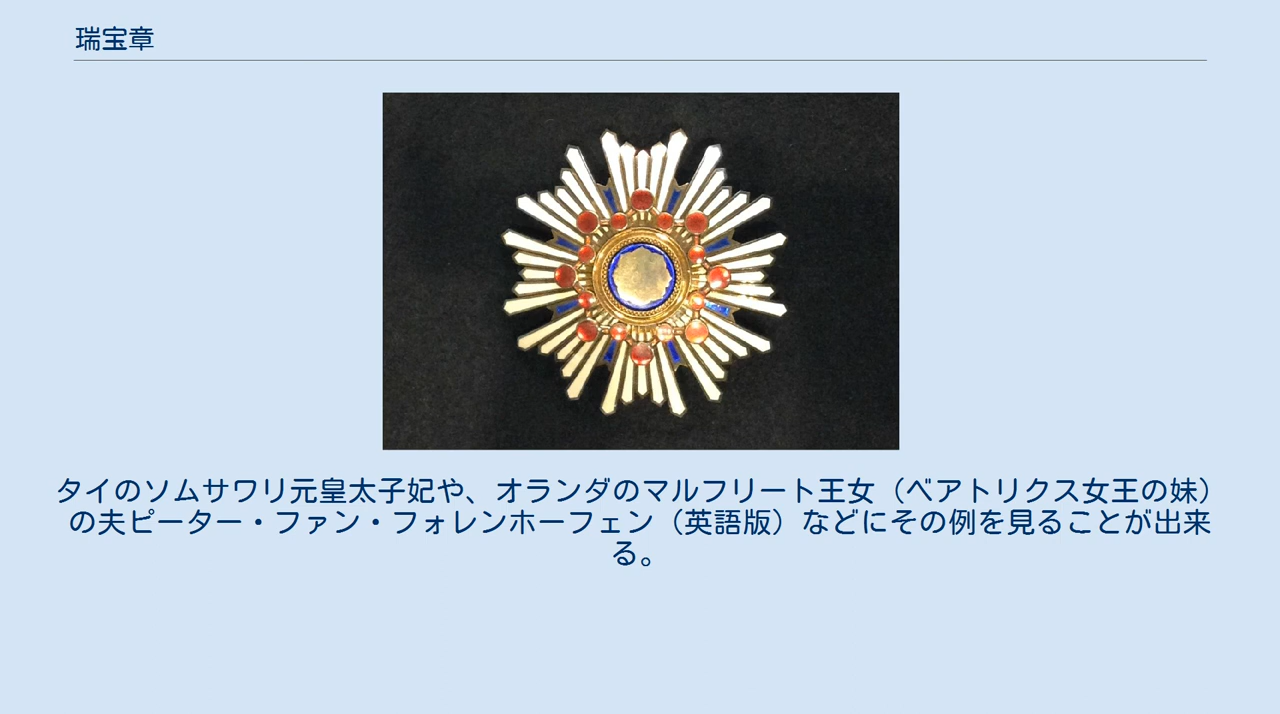 瑞宝章
タイのソムサワリ元皇太子妃や、オランダのマルフリート王女（ベアトリクス女王の妹）
の夫ピーター・ファン・フォレンホーフェン（英語版）などにその例を見ることが出来
る。